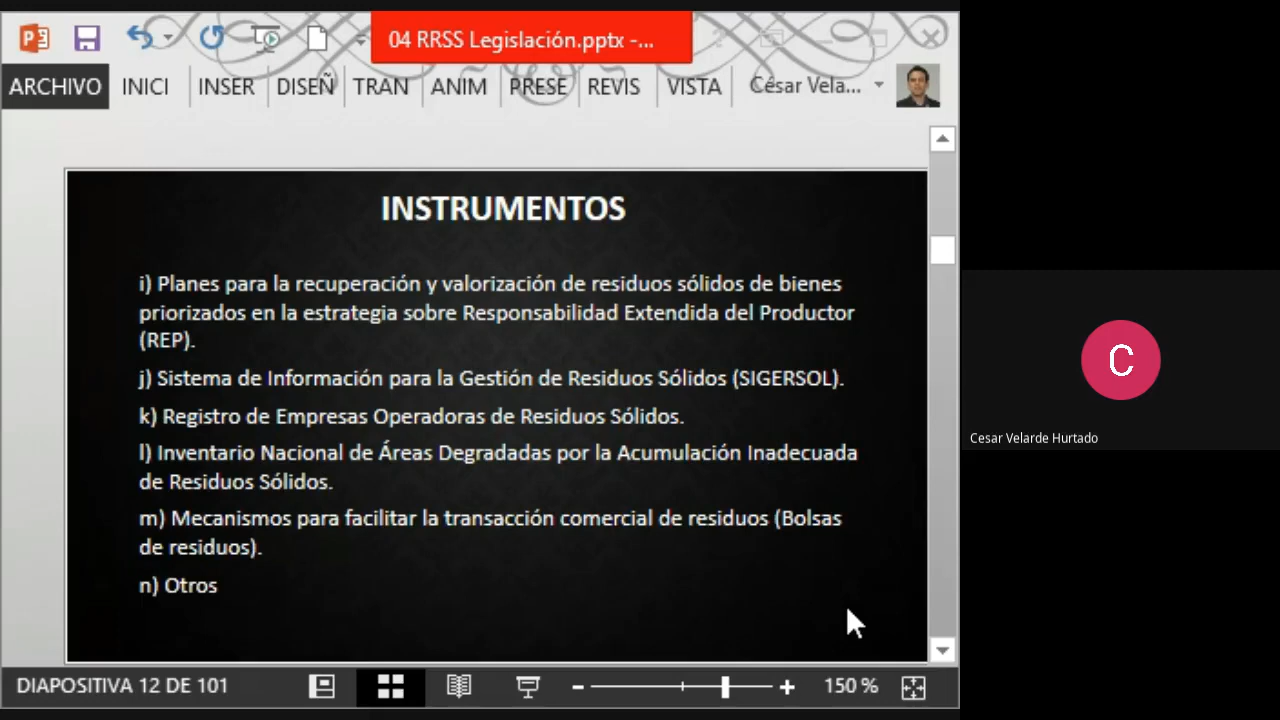 04 RRSS Legislación.pptx -...
ARCHIVO INICI INSER DISEÑ TRAN ANIM PRESE REVIS VISTA César Vela...
INSTRUMENTOS
i) Planes para la recuperación y valorización de residuos sólidos de bienes
priorizados en la estrategia sobre Responsabilidad Extendida del Productor
(REP).
j) Sistema de Información para la Gestión de Residuos Sólidos (SIGERSOL).
k) Registro de Empresas Operadoras de Residuos Sólidos.
l) Inventario Nacional de Áreas Degradadas por la Acumulación Inadecuada
de Residuos Sólidos.
m) Mecanismos para facilitar la transacción comercial de residuos (Bolsas
de residuos).
n) Otros
C
Cesar Velarde Hurtado
DIAPOSITIVA 12 DE 101 150 %